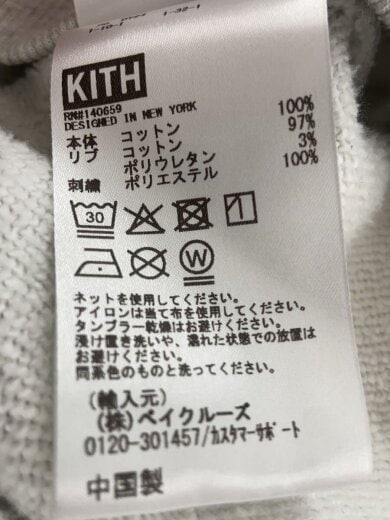 1-10-1 1-32-1
KITH
RN#140659
DESIGNED IN NEW YORK
本体 コットン 100%
リブ コットン 97%
ポリウレタン 3%
刺繍 ポリエステル 100%
30
W
ネットを使用してください。
アイロンは当て布を使用してください。
タンブラー乾燥はお避けください。
浸け置き洗いや、濡れた状態での放置は
お避けください。
同系色のものと洗ってください。
(輸入元)
(株)ベイクルーズ
0120-301457/カスタマーサポート
中国製